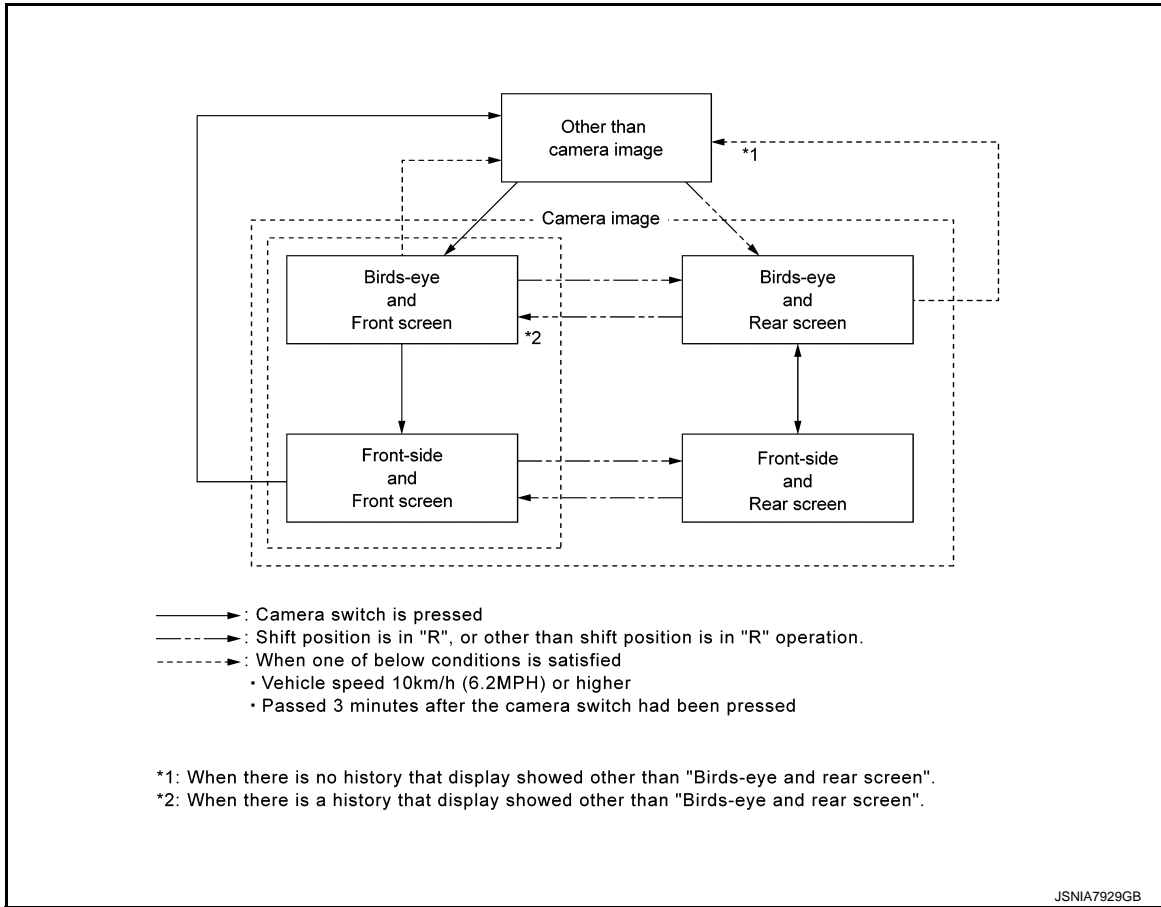 Other than
camera image
*1
Camera image
Birds-eye
and
Front screen
Birds-eye
and
Rear screen
*2
Front-side
and
Front screen
Front-side
and
Rear screen
: Camera switch is pressed
: Shift position is in "R", or other than shift position is in "R" operation.
: When one of below conditions is satisfied
・Vehicle speed 10km/h (6.2MPH) or higher
・Passed 3 minutes after the camera switch had been pressed
*1: When there is no history that display showed other than "Birds-eye and rear screen".
*2: When there is a history that display showed other than "Birds-eye and rear screen".
JSNIA7929GB